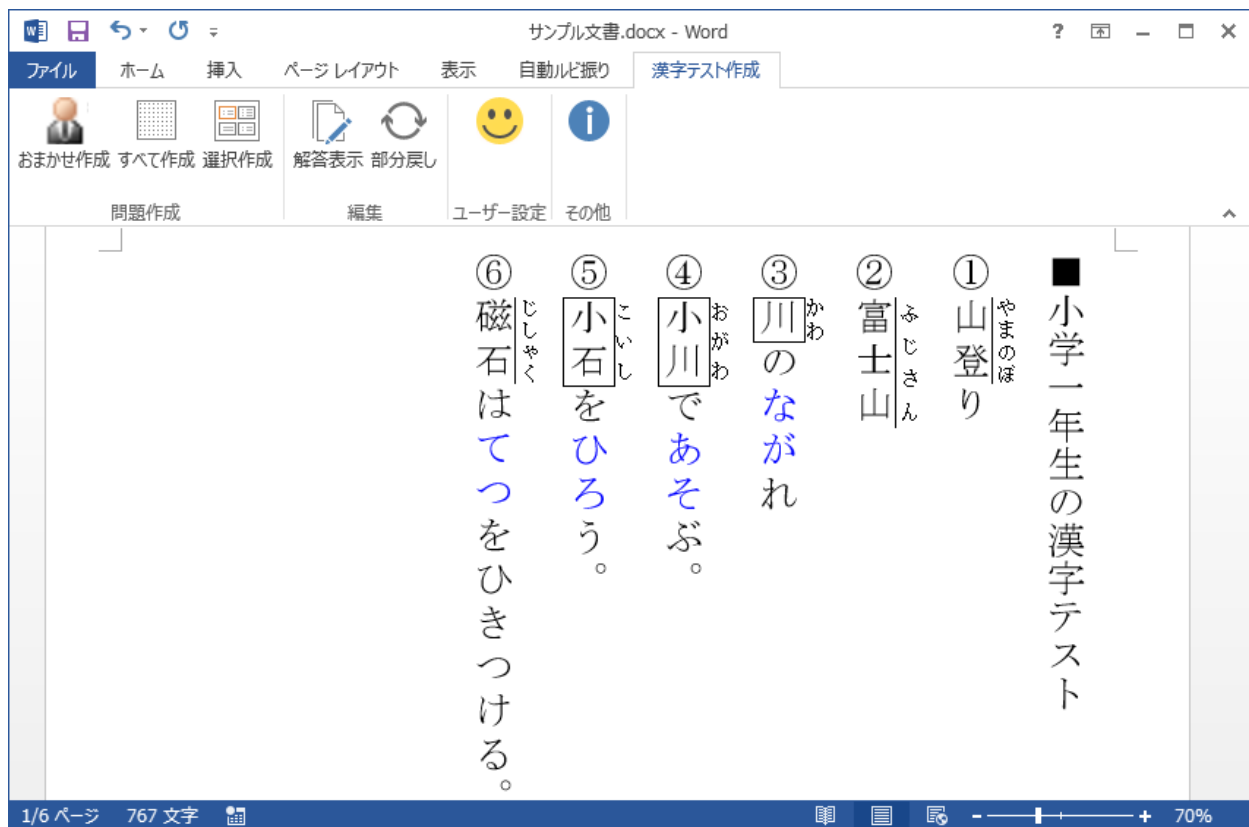 サンプル文書.docx - Word
ファイル ホーム 挿入 ページ レイアウト 表示 自動ルビ振り 漢字テスト作成
おまかせ作成 すべて作成 選択作成 解答表示 部分戻し
問題作成 編集 ユーザー設定 その他
■小学一年生の漢字テスト
①山登り
やまのぼ
②富士山
ふじさん
③川のながれ
かわ
④小川であそぶ。
おがわ
⑤小石をひろう。
こいし
⑥磁石はてつをひきつける。
じしゃく
1/6 ページ 767 文字 70%